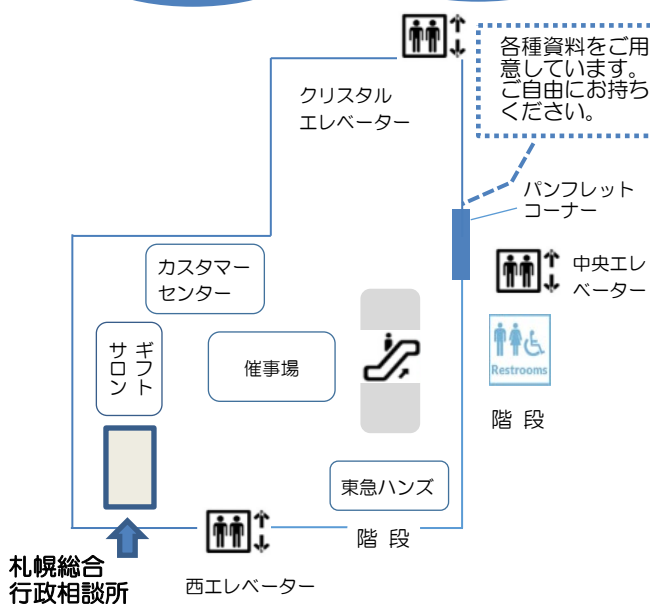 各種資料をご用
意しています。
ご自由にお持ち
ください。
クリスタル
エレベーター
パンフレット
コーナー
カスタマー
センター
中央エレ
ベーター
ギフト
サロン
催事場
Restrooms
階 段
東急ハンズ
階 段
札幌総合
行政相談所
西エレベーター